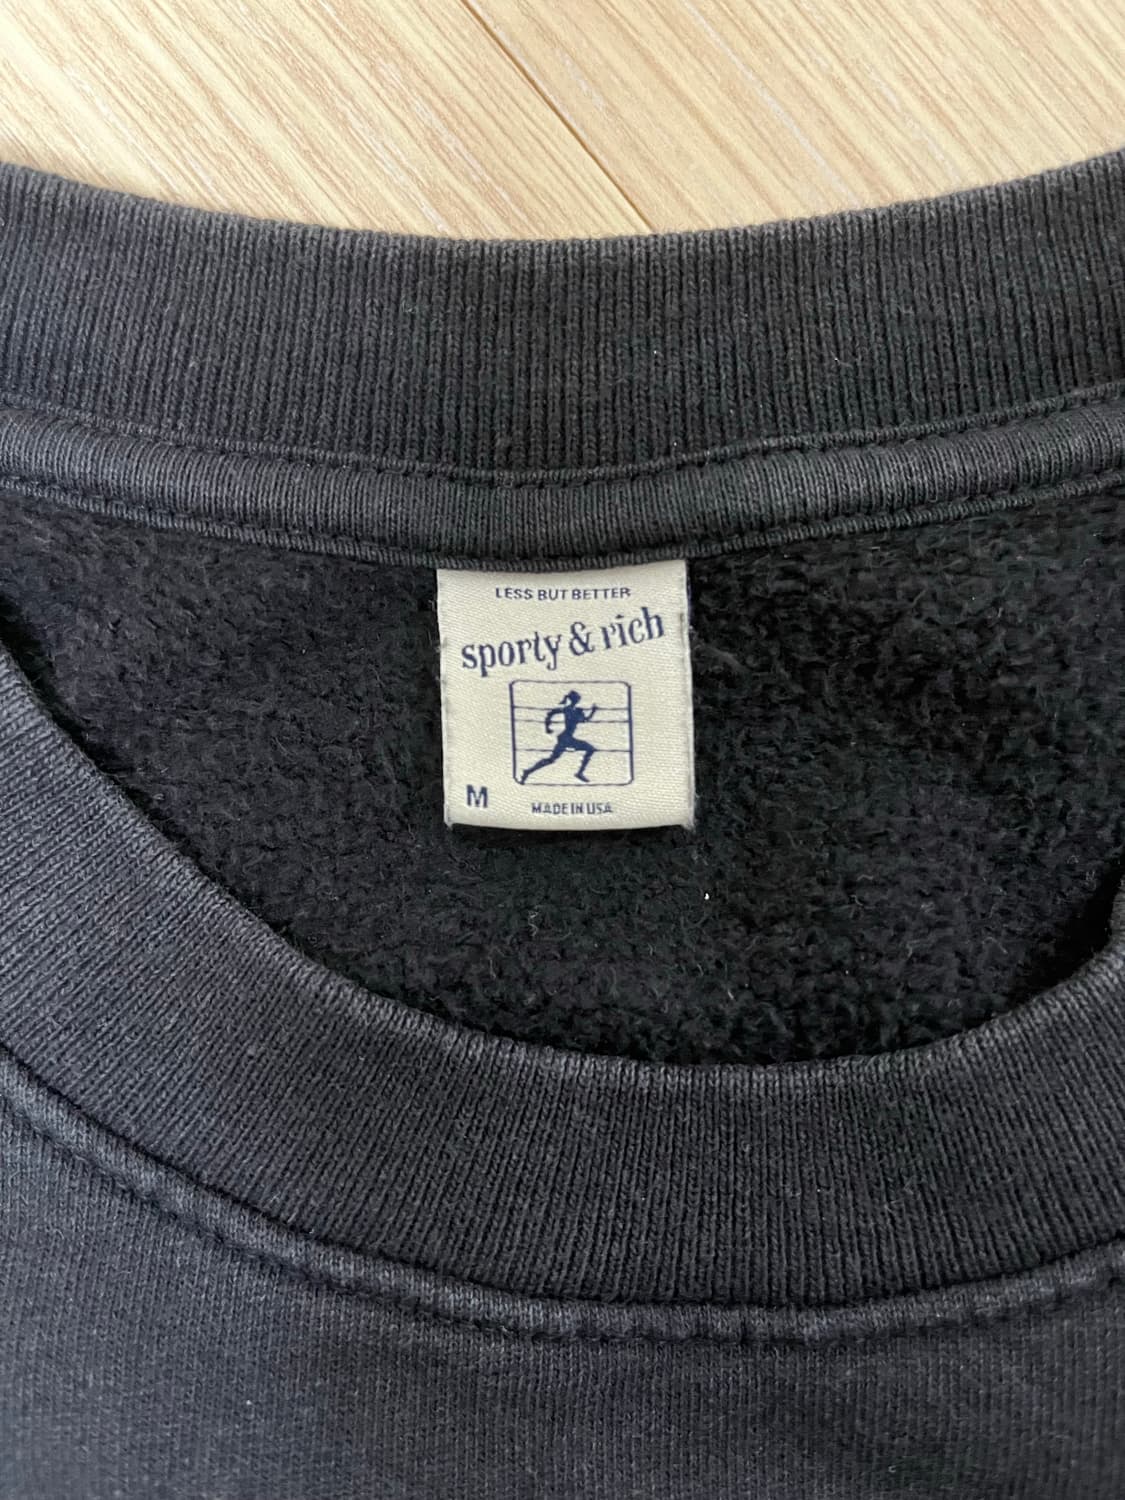 LESS BUT BETTER
sporty & rich
M
MADE IN USA